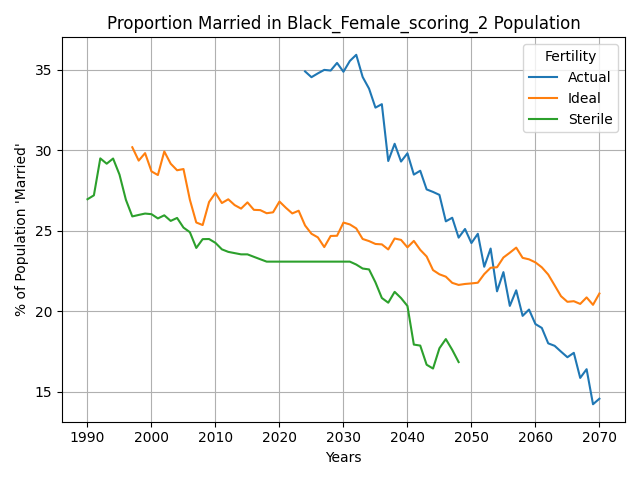 Proportion Married in Black_Female_scoring_2 Population
% of Population 'Married'
35
30
25
20
15
Fertility
Actual
Ideal
Sterile
1990 2000 2010 2020 2030 2040 2050 2060 2070
Years